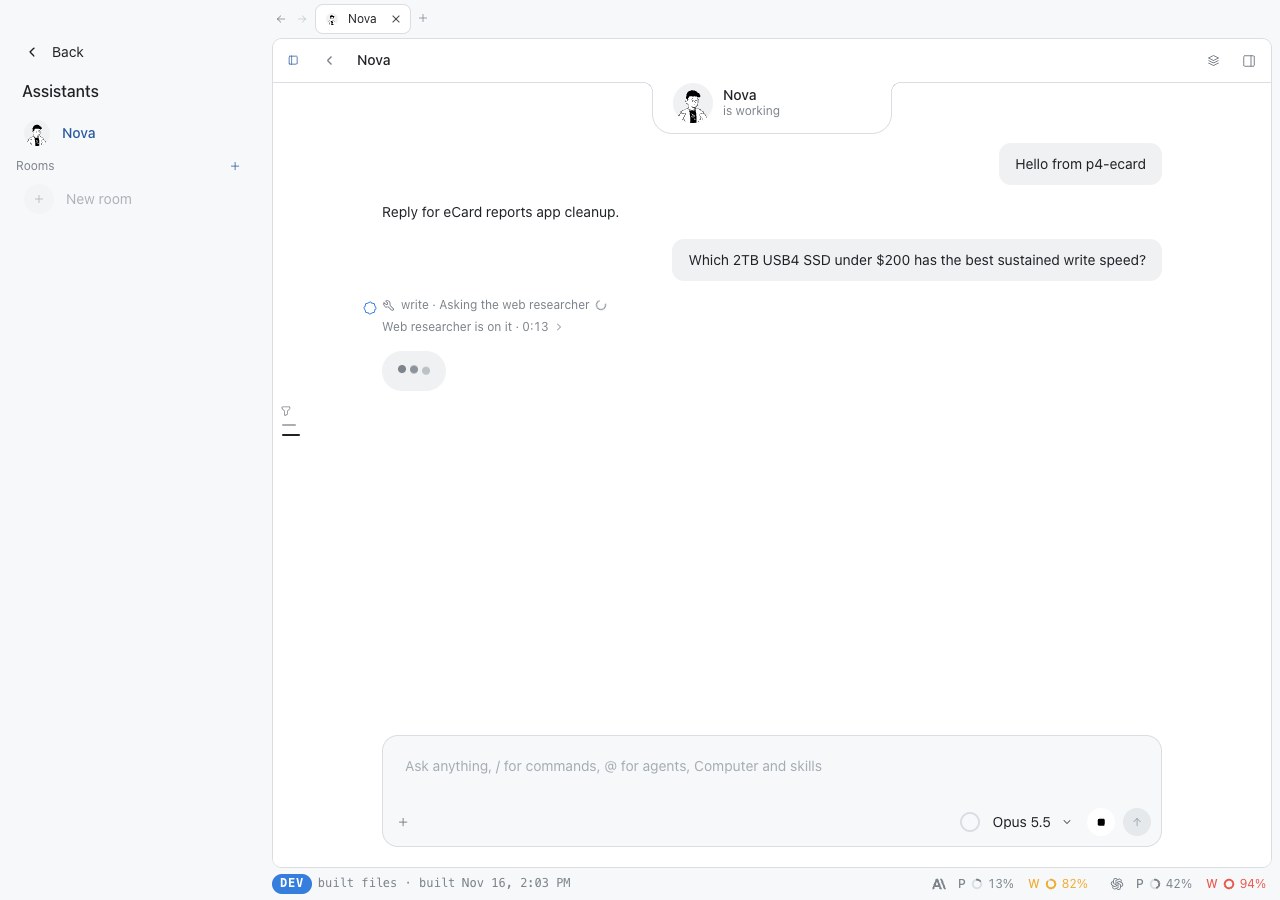 Nova
Back
Nova
Assistants
Nova
Rooms
New room
Nova
is working
Hello from p4-ecard
Reply for eCard reports app cleanup.
Which 2TB USB4 SSD under $200 has the best sustained write speed?
write · Asking the web researcher
Web researcher is on it · 0:13
Ask anything, / for commands, @ for agents, Computer and skills
Opus 5.5
DEV built files · built Nov 16, 2:03 PM
P 13% W 82% P 42% W 94%